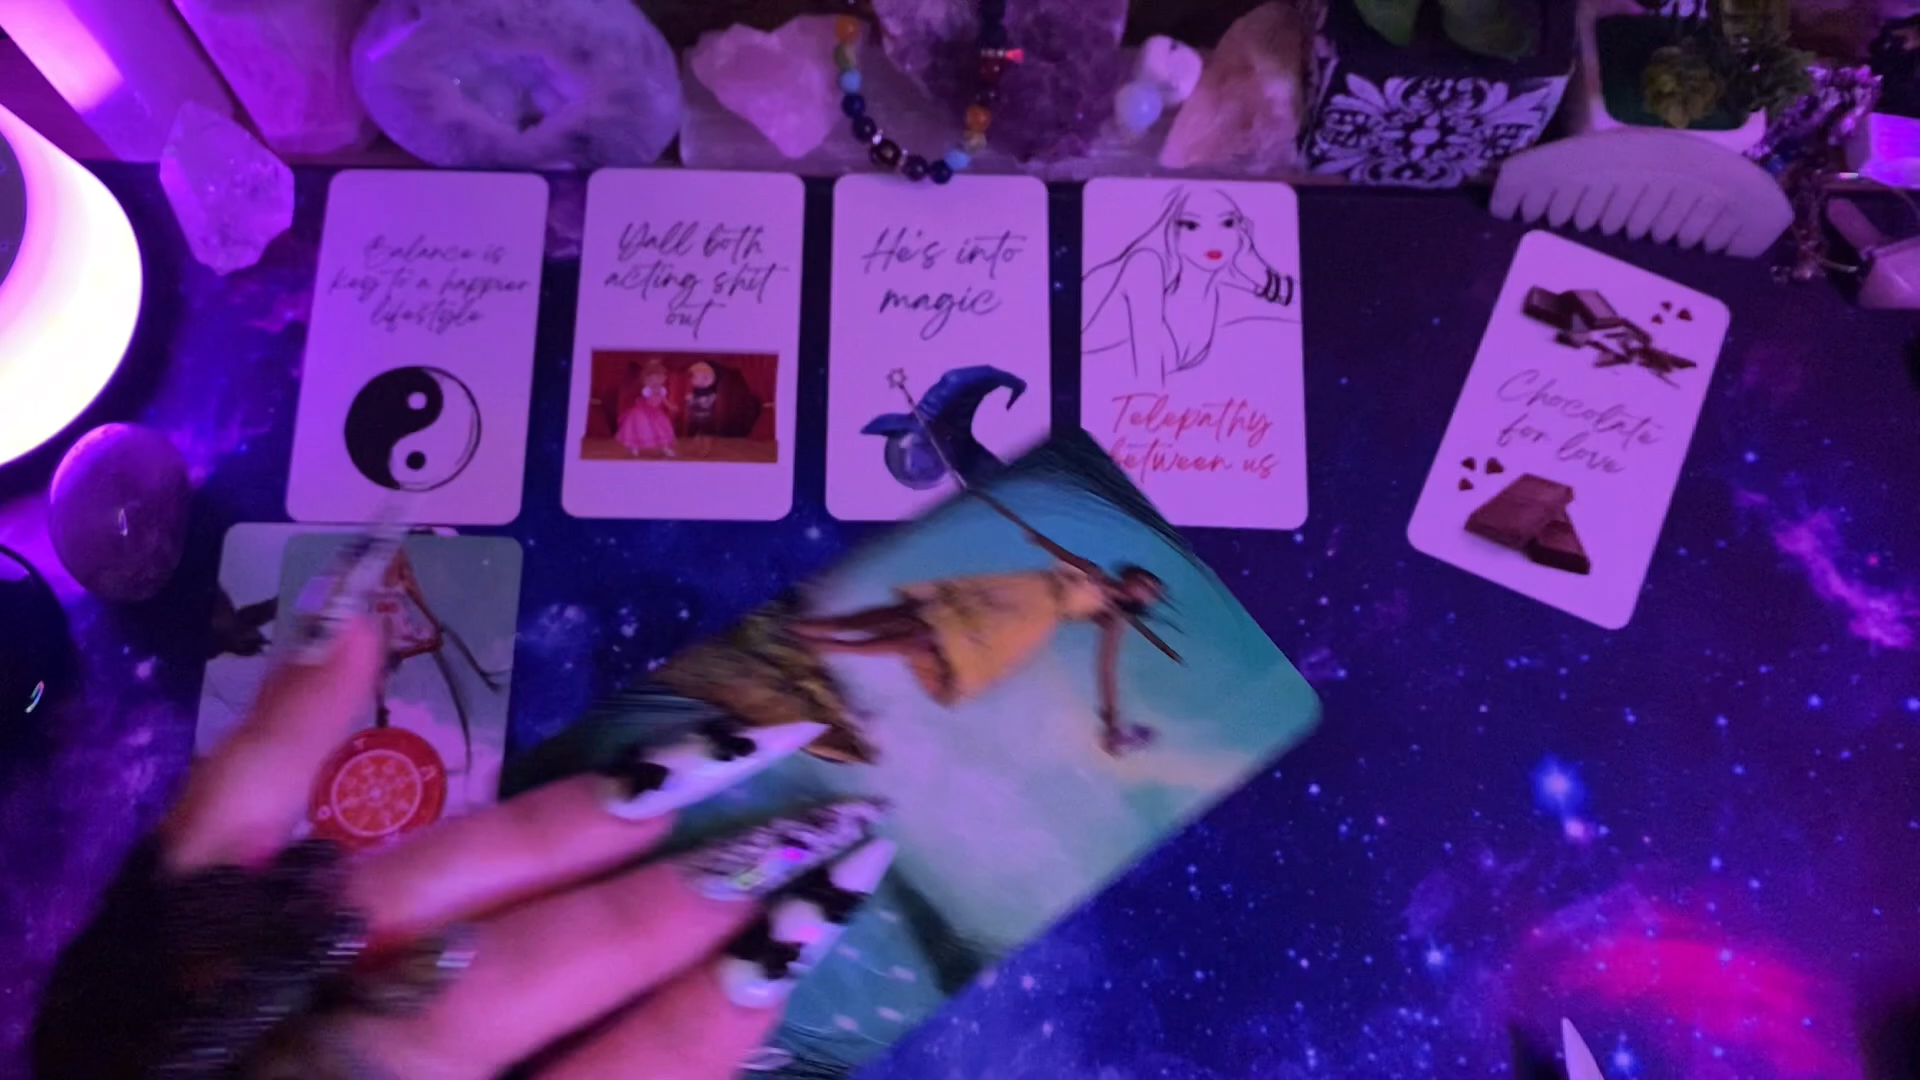 Balance is
key to a happier
lifestyle
Yall both
acting shit
out
He's into
magic
Telepathy
between us
Chocolate
for love